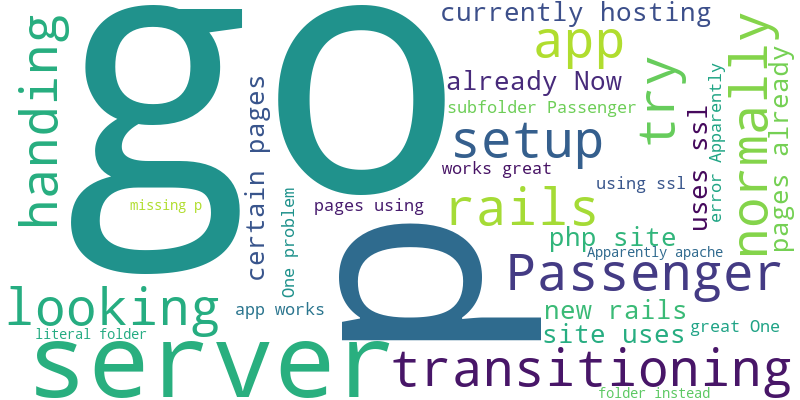 go
p
server
transitioning
Passenger
looking
handing
normally
setup
rails
app
try
currently hosting
already Now
subfolder Passenger
works great
using ssl
uses ssl
error Apparently
pages already
certain pages
One problem
missing p
pages using
php site
Apparently apache
new rails
site uses
great One
app works
literal folder
folder instead